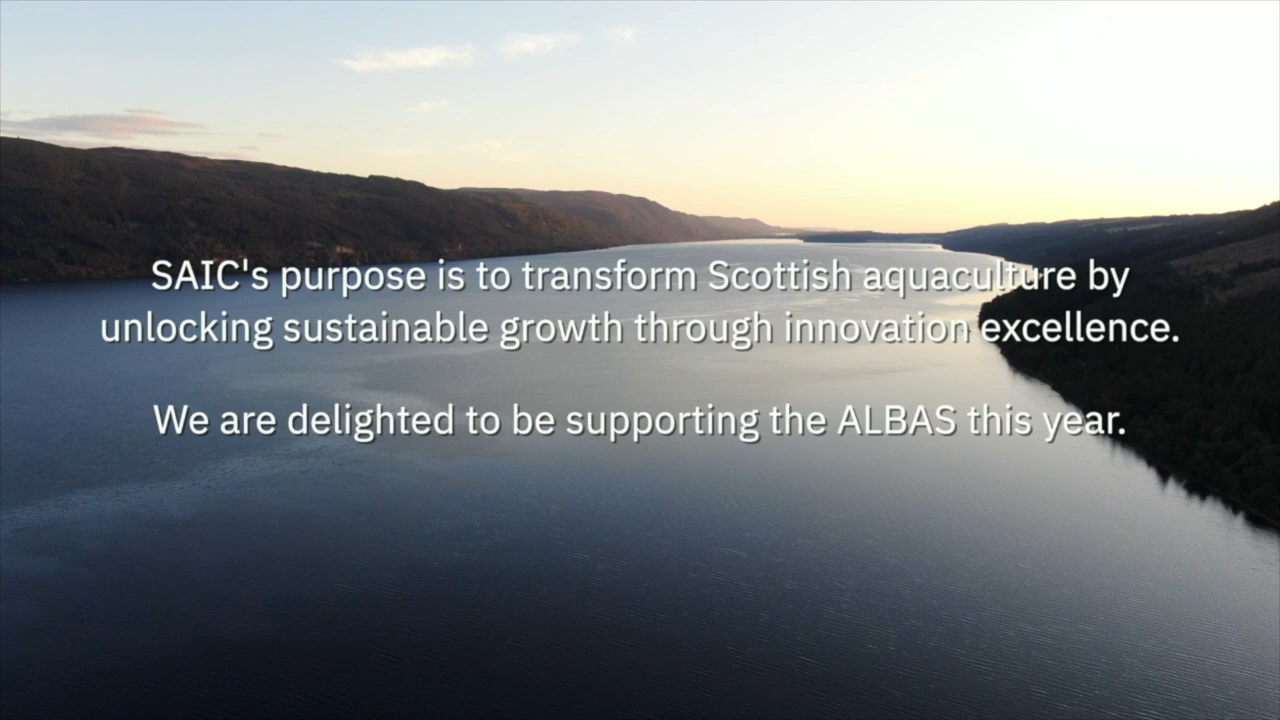 SAIC's purpose is to transform Scottish aquaculture by
unlocking sustainable growth through innovation excellence.
We are delighted to be supporting the ALBAS this year.